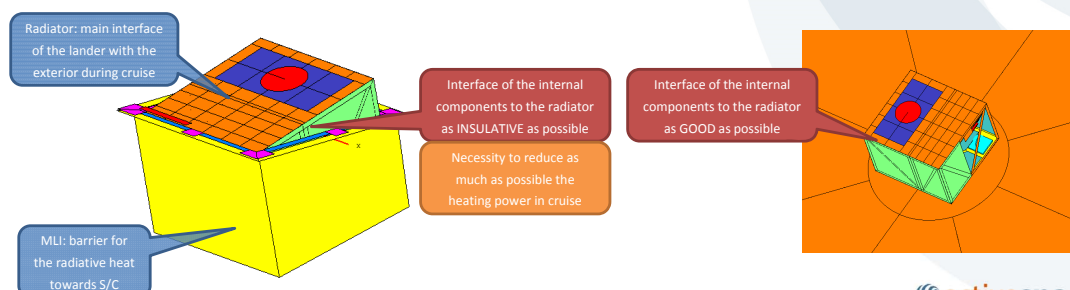 Radiator: main interface
of the lander with the
exterior during cruise
Interface of the internal
components to the radiator
as INSULATIVE as possible
Necessity to reduce as
much as possible the
heating power in cruise
x
MLI: barrier for
the radiative heat
towards S/C
Interface of the internal
components to the radiator
as GOOD as possible